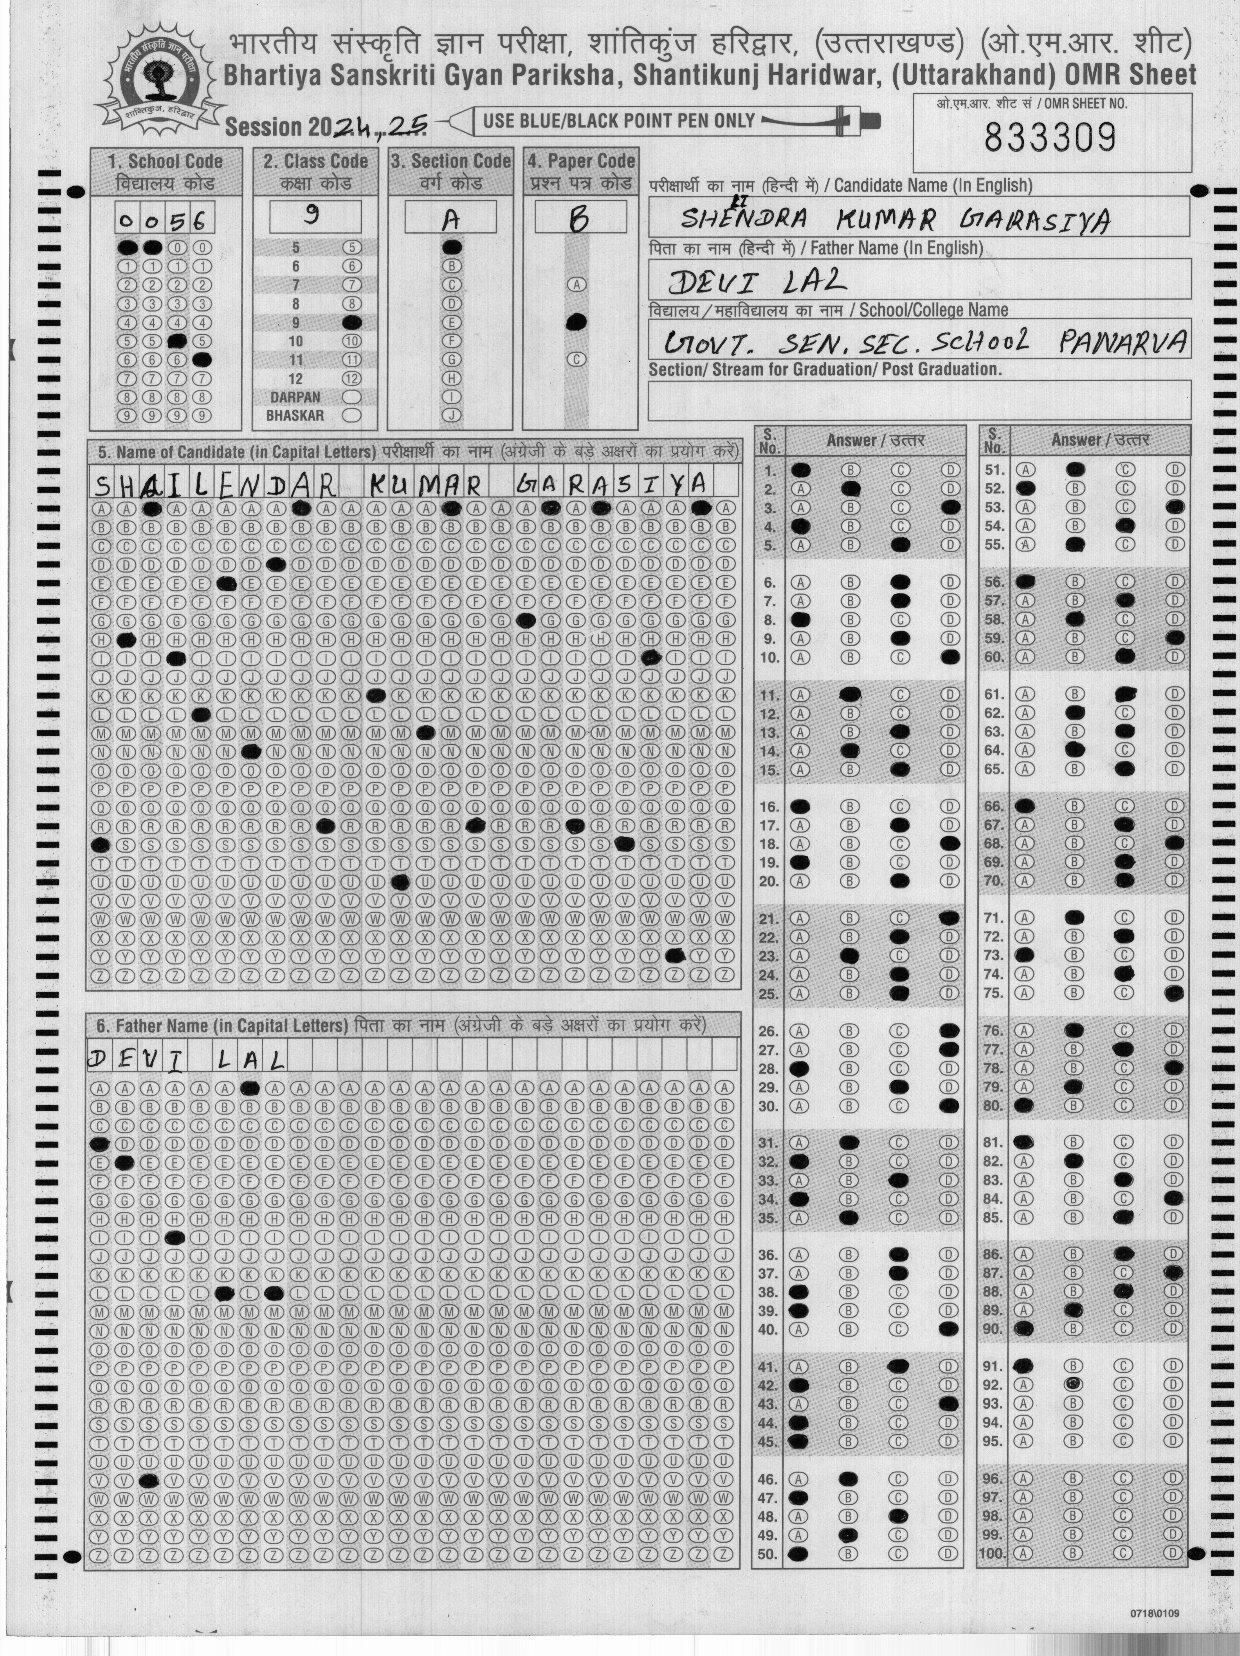 भारतीय संस्कृति ज्ञान परीक्षा, शांतिकुंज हरिद्वार, (उत्तराखण्ड) (ओ.एम.आर. शीट)
Bhartiya Sanskriti Gyan Pariksha, Shantikunj Haridwar, (Uttarakhand) OMR Sheet
Session 2024-25
USE BLUE/BLACK POINT PEN ONLY
ओ.एम.आर. शीट सं / OMR SHEET NO.
833309
1. School Code
विद्यालय कोड
0056
2. Class Code
कक्षा कोड
9
5
6
7
8
9
10
11
12
DARPAN
BHASKAR
3. Section Code
वर्ग कोड
A
4. Paper Code
प्रश्न पत्र कोड
B
परीक्षार्थी का नाम (हिन्दी में) / Candidate Name (In English)
KUMAR GARASIYA
पिता का नाम (हिन्दी में) / Father Name (In English)
DEVI LAL
विद्यालय/महाविद्यालय का नाम / School/College Name
GOVT. SEN. SEC. SCHOOL PANARVA
Section/ Stream for Graduation/ Post Graduation.
5. Name of Candidate (in Capital Letters) परीक्षार्थी का नाम (अंग्रेजी के बड़े अक्षरों का प्रयोग करें)
SHAILENDAR KUMAR GARASIYA
6. Father Name (in Capital Letters) पिता का नाम (अंग्रेजी के बड़े अक्षरों का प्रयोग करें)
DEVI LAL
S. No. Answer / उत्तर
S. No. Answer / उत्तर
0718\0109